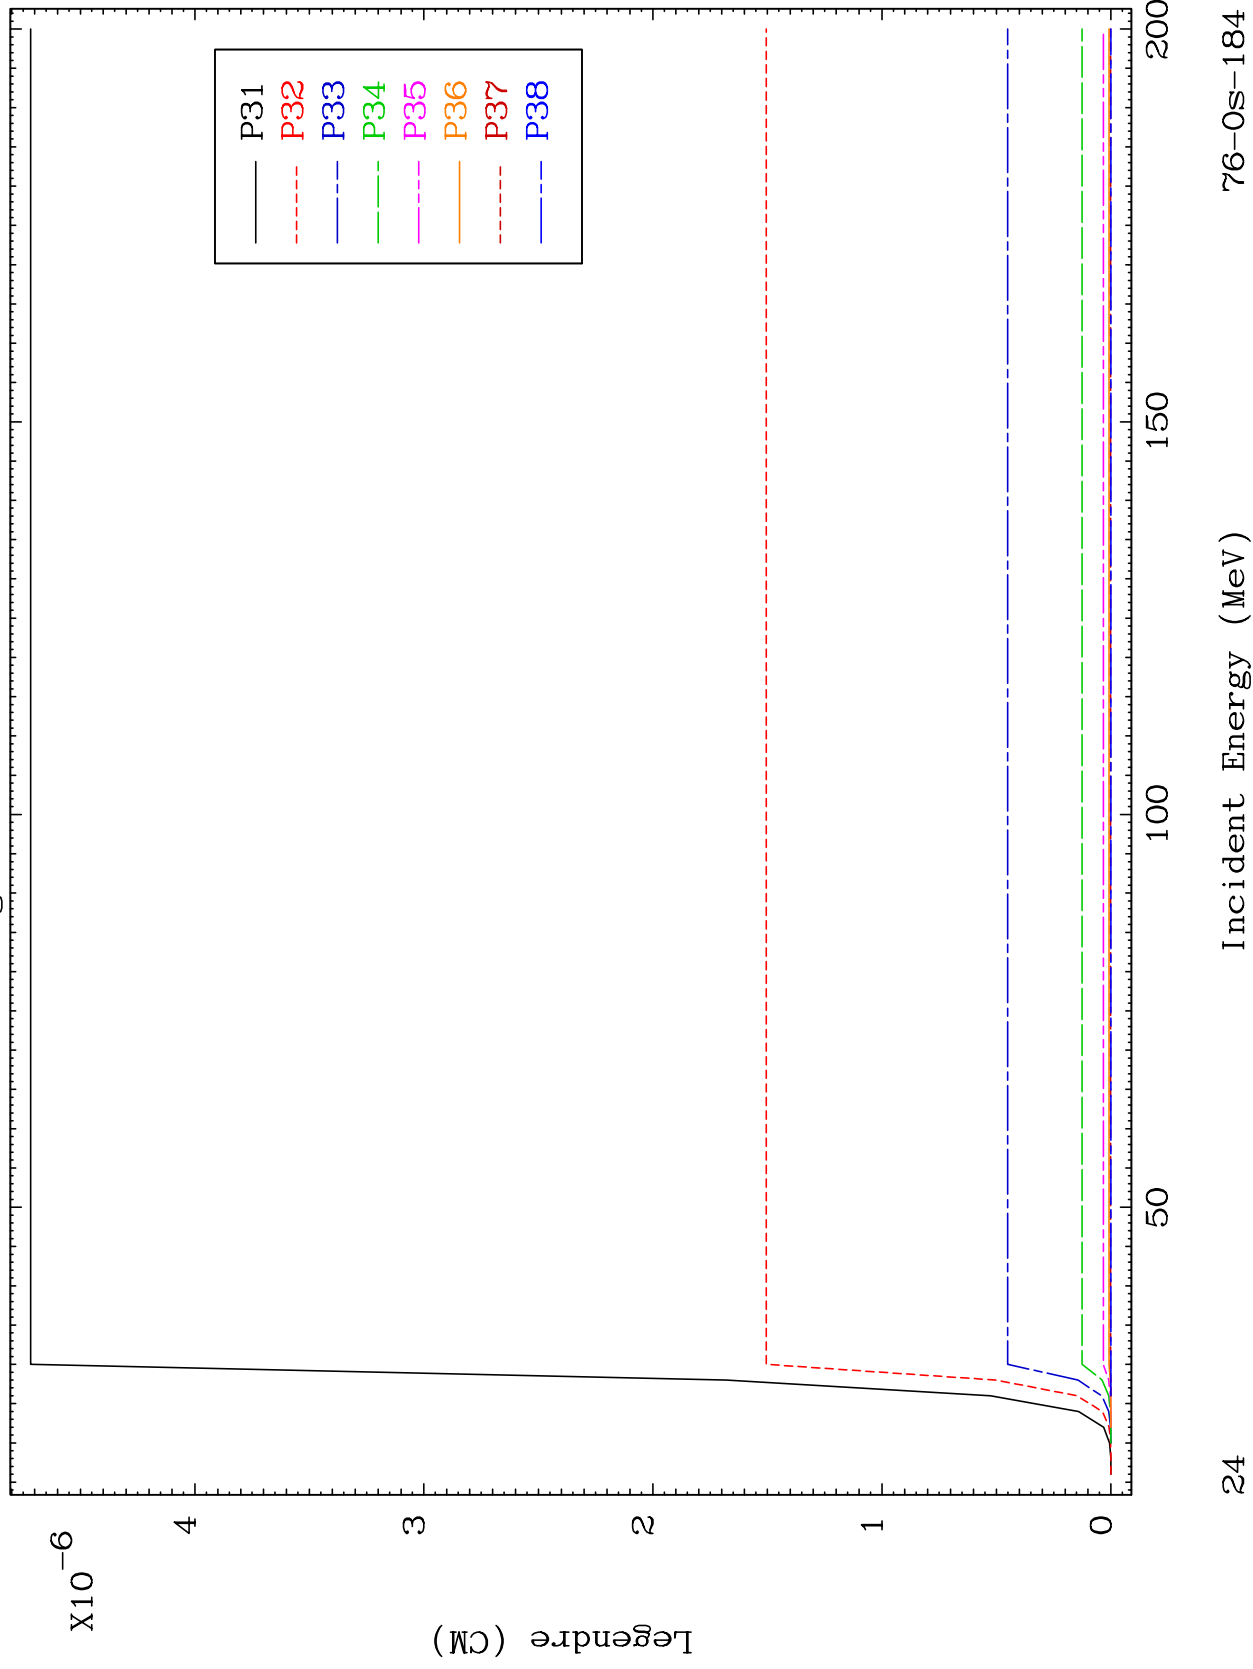 X10-6
4
3
2
1
0
Legendre (CM)
P31
P32
P33
P34
P35
P36
P37
P38
50
100
150
200
Incident Energy (MeV)
24
76-Os-184